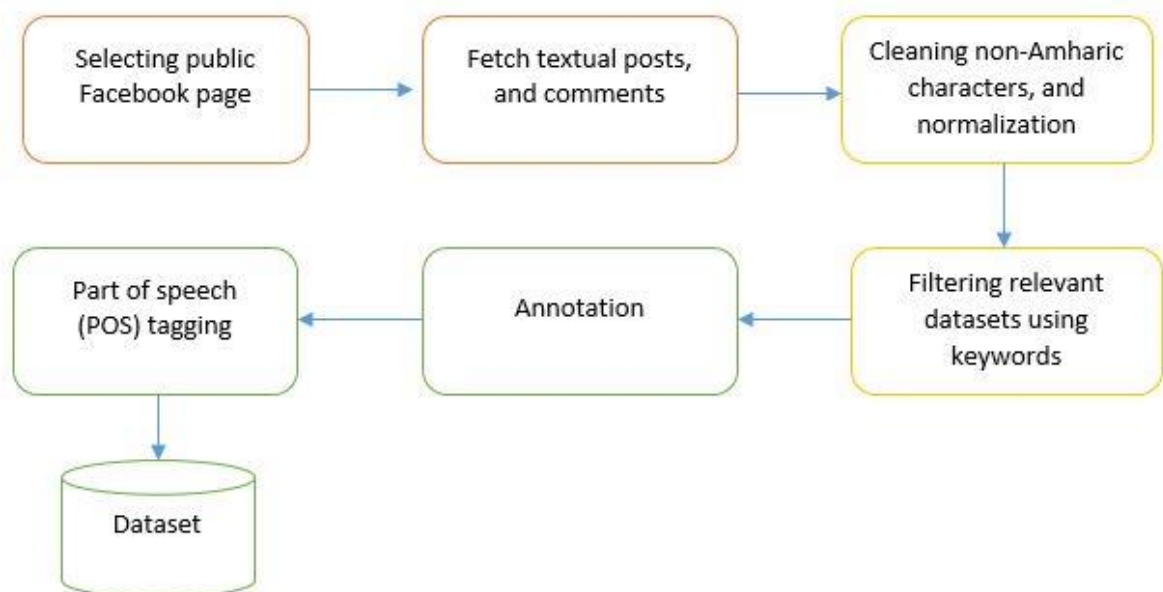 Selecting public
Facebook page
Fetch textual posts,
and comments
Cleaning non-Amharic
characters, and
normalization
Part of speech
(POS) tagging
Annotation
Filtering relevant
datasets using
keywords
Dataset